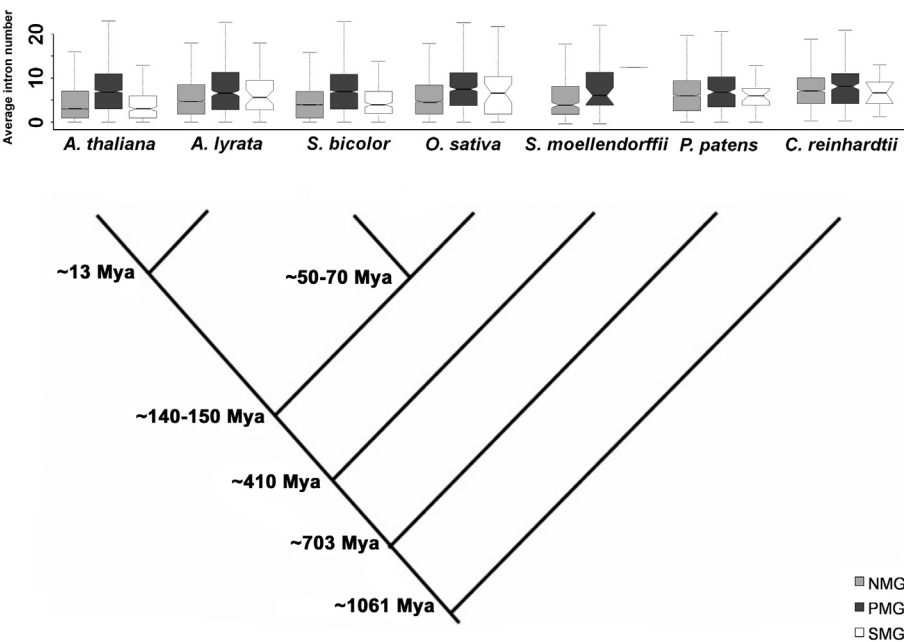 Average intron number
20
10
0
A. thaliana A. lyrata S. bicolor O. sativa S. moellendorffii P. patens C. reinhardtii
~13 Mya
~50-70 Mya
~140-150 Mya
~410 Mya
~703 Mya
~1061 Mya
NMG
PMG
SMG